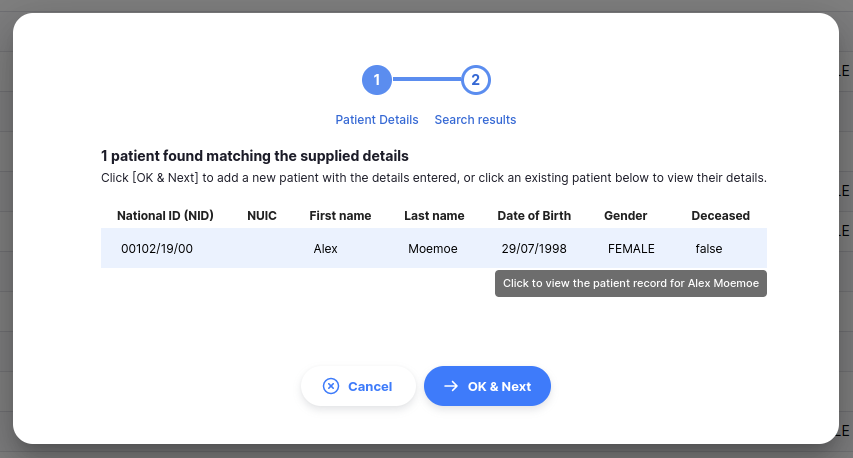 1 2
Patient Details Search results
1 patient found matching the supplied details
Click [OK & Next] to add a new patient with the details entered, or click an existing patient below to view their details.
National ID (NID) NUIC First name Last name Date of Birth Gender Deceased
00102/19/00 Alex Moemoe 29/07/1998 FEMALE false
Click to view the patient record for Alex Moemoe
Cancel OK & Next